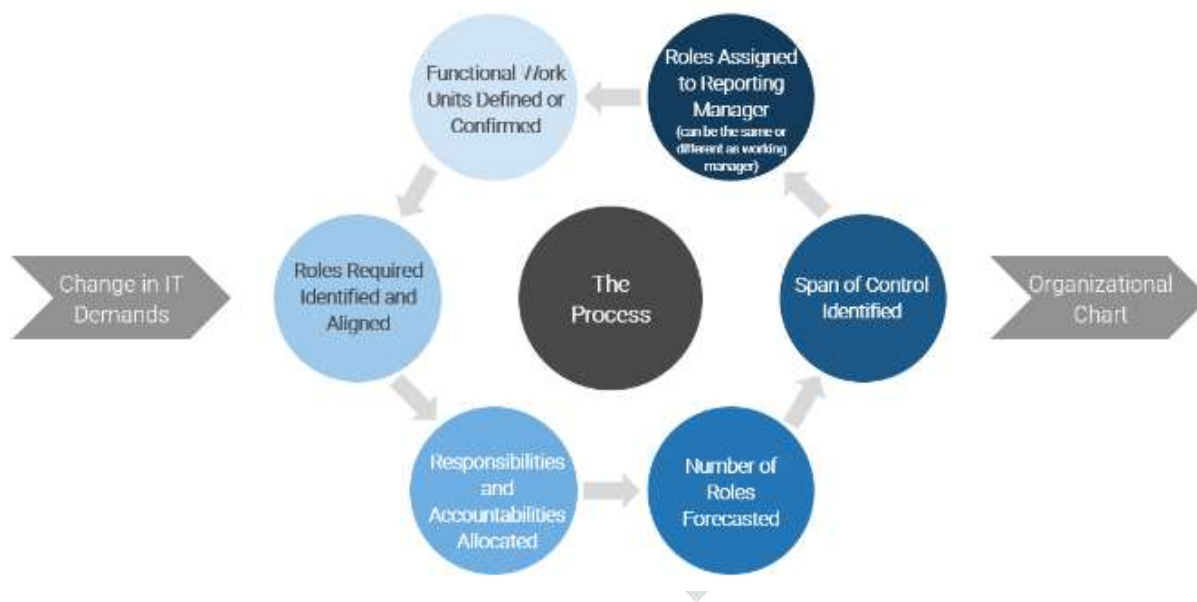 Functional Work
Units Defined or
Confirmed
Roles Assigned
to Reporting
Manager
(can be the same or
different as working
manager)
Change in IT
Demands
Roles Required
Identified and
Aligned
The
Process
Span of Control
Identified
Organizational
Chart
Responsibilities
and
Accountabilities
Allocated
Number of
Roles
Forecasted